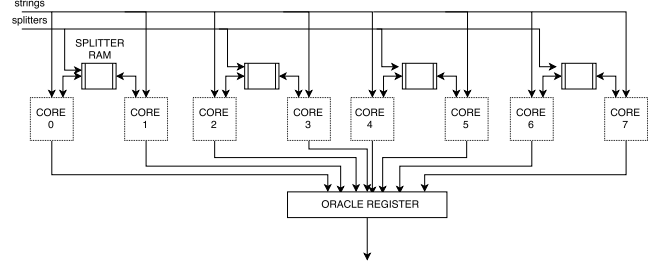 strings
splitters
SPLITTER
RAM
CORE
0
CORE
1
CORE
2
CORE
3
CORE
4
CORE
5
CORE
6
CORE
7
ORACLE REGISTER